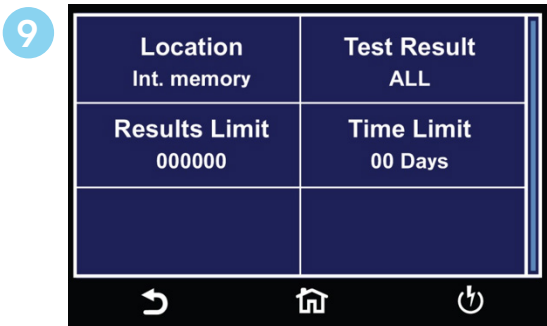 9
Location
Int. memory
Test Result
ALL
Results Limit
000000
Time Limit
00 Days